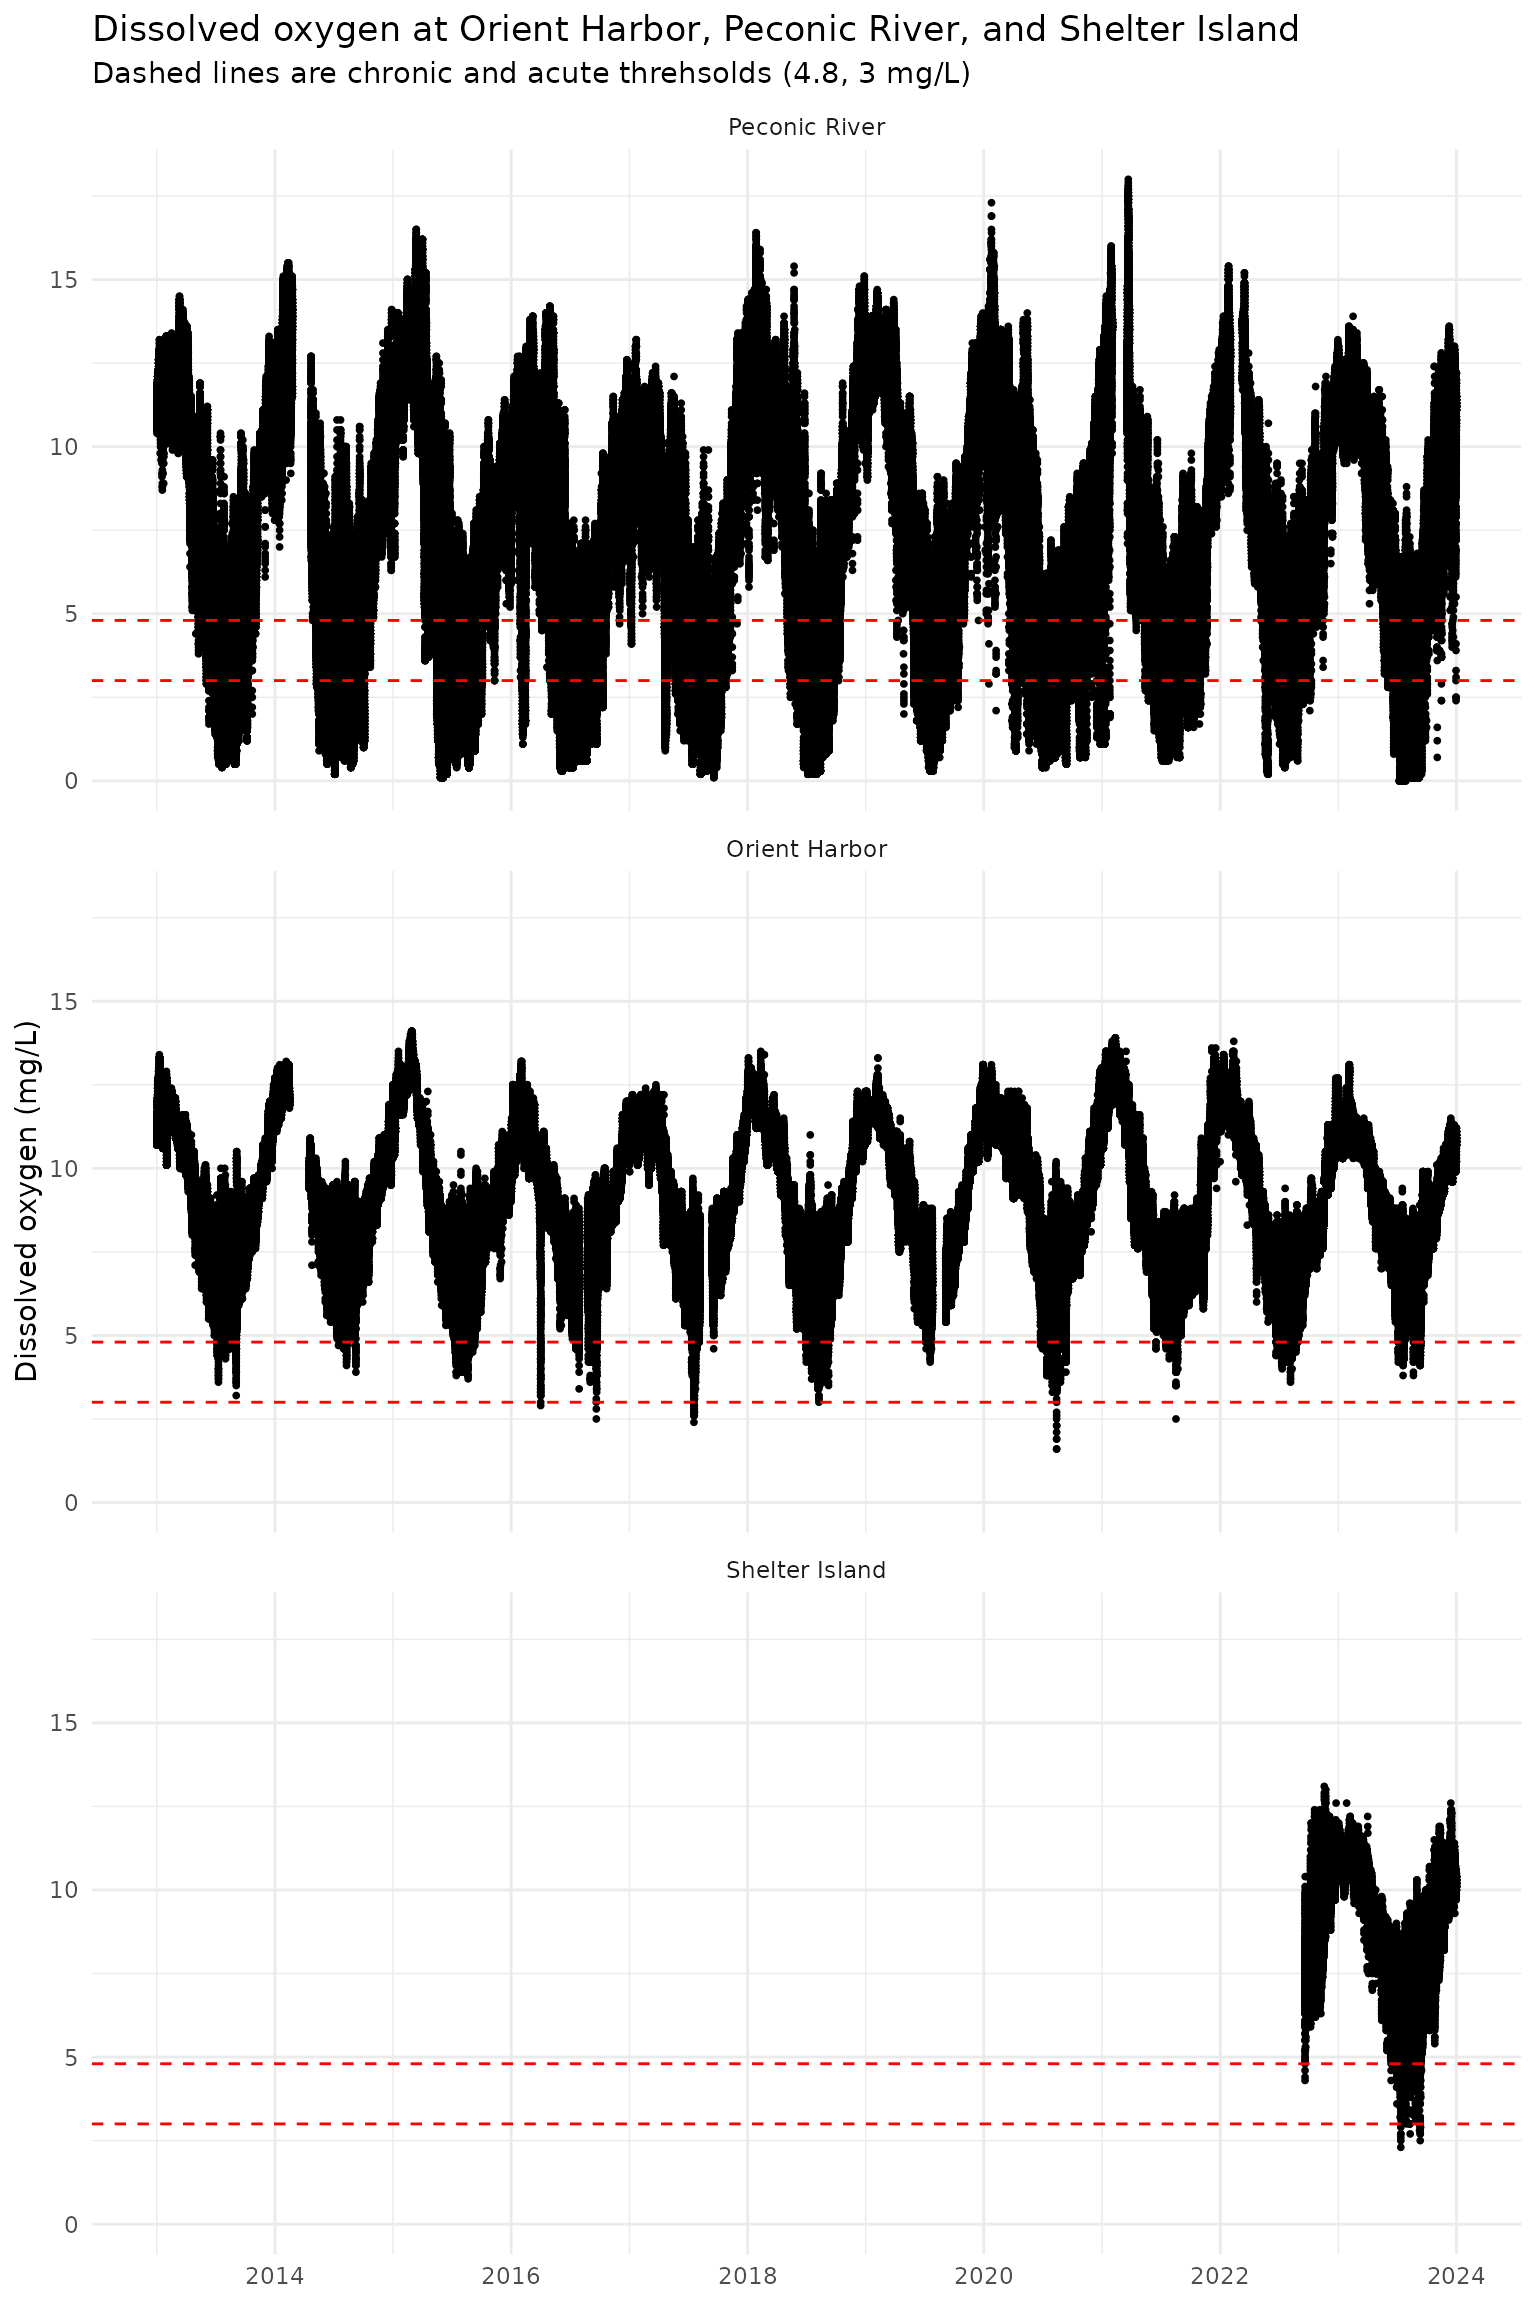 Dissolved oxygen at Orient Harbor, Peconic River, and Shelter Island
Dashed lines are chronic and acute threhsolds (4.8, 3 mg/L)
Peconic River
15
10
5
0
Orient Harbor
Dissolved oxygen (mg/L)
15
10
5
0
Shelter Island
15
10
5
0
2014 2016 2018 2020 2022 2024